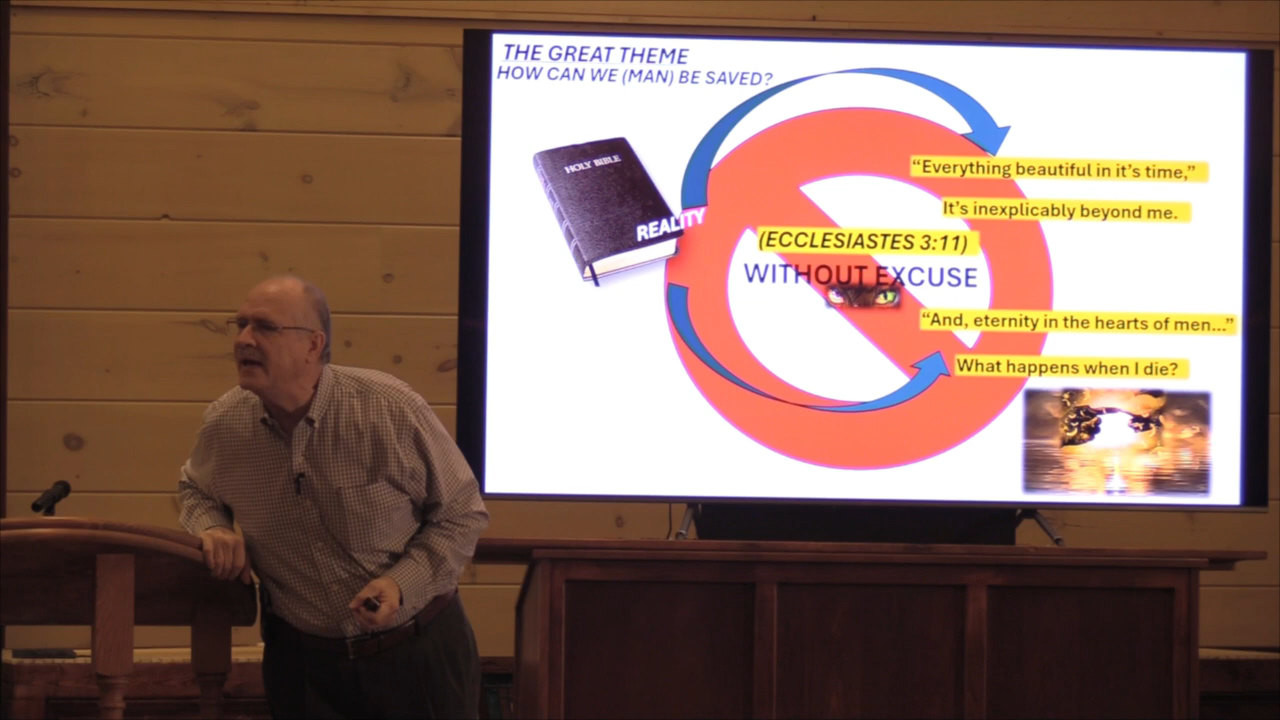 THE GREAT THEME
HOW CAN WE (MAN) BE SAVED?
HOLY BIBLE
REALITY
“Everything beautiful in it’s time,”
It’s inexplicably beyond me.
(ECCLESIASTES 3:11)
WITHOUT EXCUSE
“And, eternity in the hearts of men...”
What happens when I die?